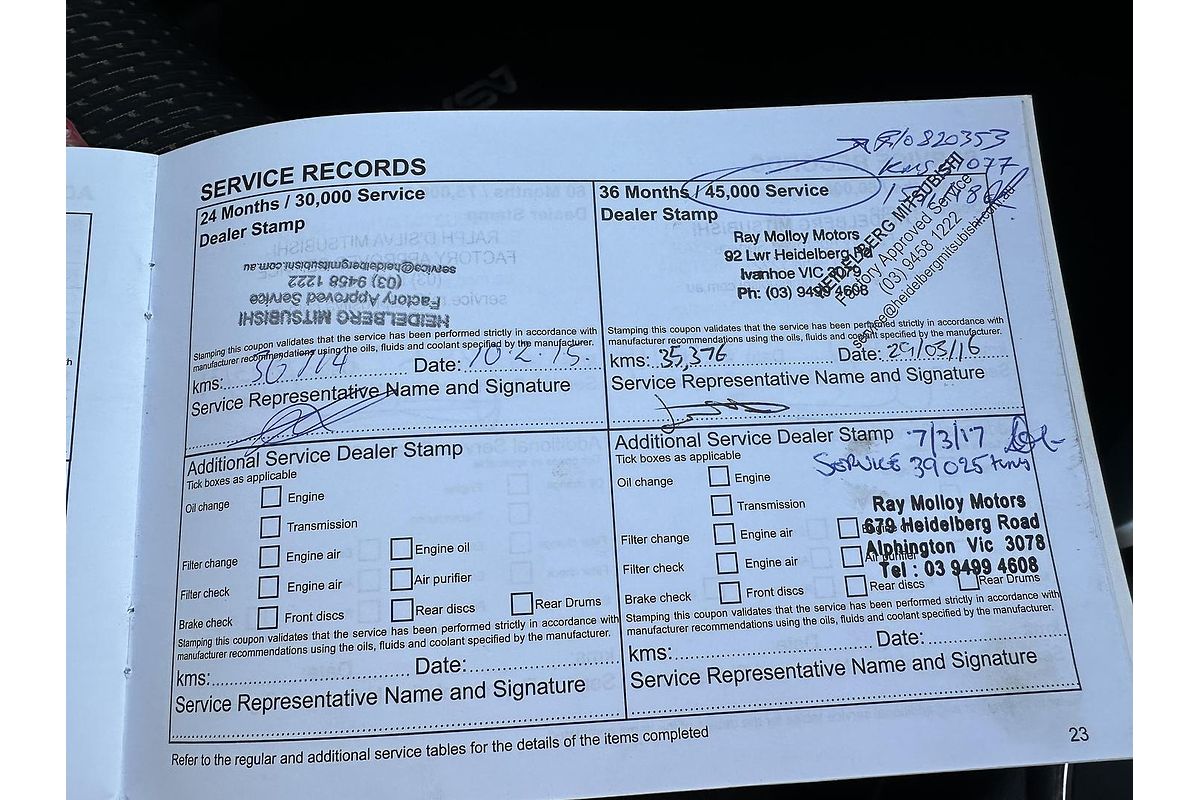 SERVICE RECORDS
24 Months / 30,000 Service
Dealer Stamp
HEIDELBERG MITSUBISHI
Factory Approved Service
(03) 9458 1222
service@heidelbergmitsubishi.com.au
Stamping this coupon validates that the service has been performed strictly in accordance with
manufacturer recommendations using the oils, fluids and coolant specified by the manufacturer.
kms: Date: 10.2.15
Service Representative Name and Signature
36 Months / 45,000 Service
R/0820353
KMS
Dealer Stamp
Ray Molloy Motors
92 Lwr Heidelberg
Ivanhoe VIC 3079
Ph: (03) 9499 4608
HEIDELBERG MITSUBISHI
Factory Approved Service
(03) 9458 1222
service@heidelbergmitsubishi.com.au
Stamping this coupon validates that the service has been performed strictly in accordance with
manufacturer recommendations using the oils, fluids and coolant specified by the manufacturer.
kms: 35,376 Date: 29/03/16
Service Representative Name and Signature
Additional Service Dealer Stamp
Tick boxes as applicable
Oil change Engine
Transmission
Filter change Engine air Engine oil
Filter check Engine air Air purifier
Brake check Front discs Rear discs Rear Drums
Stamping this coupon validates that the service has been performed strictly in accordance with
manufacturer recommendations using the oils, fluids and coolant specified by the manufacturer.
kms: Date:
Service Representative Name and Signature
Additional Service Dealer Stamp 7/3/17
Tick boxes as applicable SERVICE 39025 kms
Oil change Engine
Transmission
Ray Molloy Motors
679 Heidelberg Road
Alphington Vic 3078
Tel : 03 9499 4608
Filter change Engine air
Filter check Engine air Air purifier
Brake check Front discs Rear discs Rear Drums
Stamping this coupon validates that the service has been performed strictly in accordance with
manufacturer recommendations using the oils, fluids and coolant specified by the manufacturer.
kms: Date:
Service Representative Name and Signature
Refer to the regular and additional service tables for the details of the items completed
23